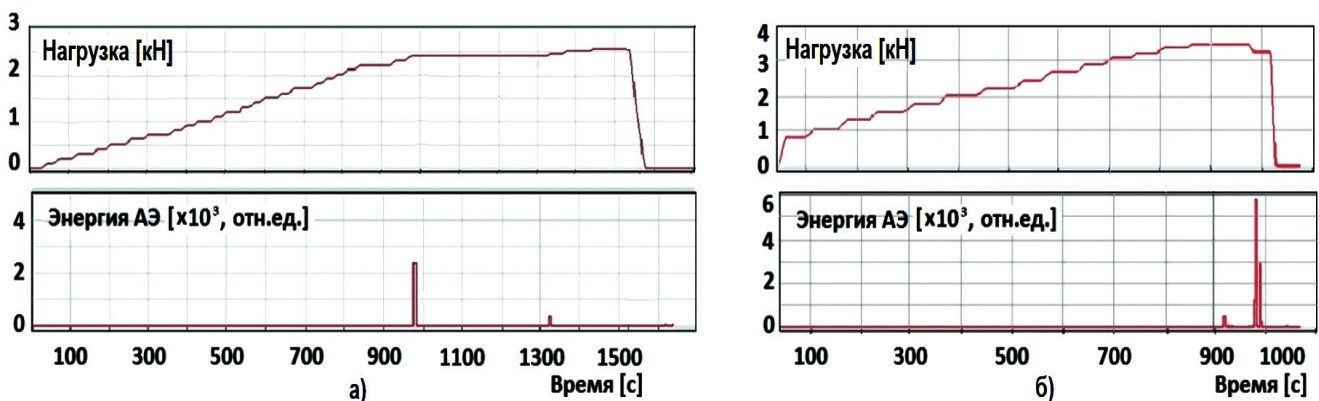 3
Нагрузка [кН]
2
1
0
Энергия АЭ [х10³, отн.ед.]
4
2
0
100 300 500 700 900 1100 1300 1500
Время [с]
а)
4
Нагрузка [кН]
3
2
1
0
6
Энергия АЭ [х10³, отн.ед.]
4
2
0
100 300 500 700 900 1000
Время [с]
б)